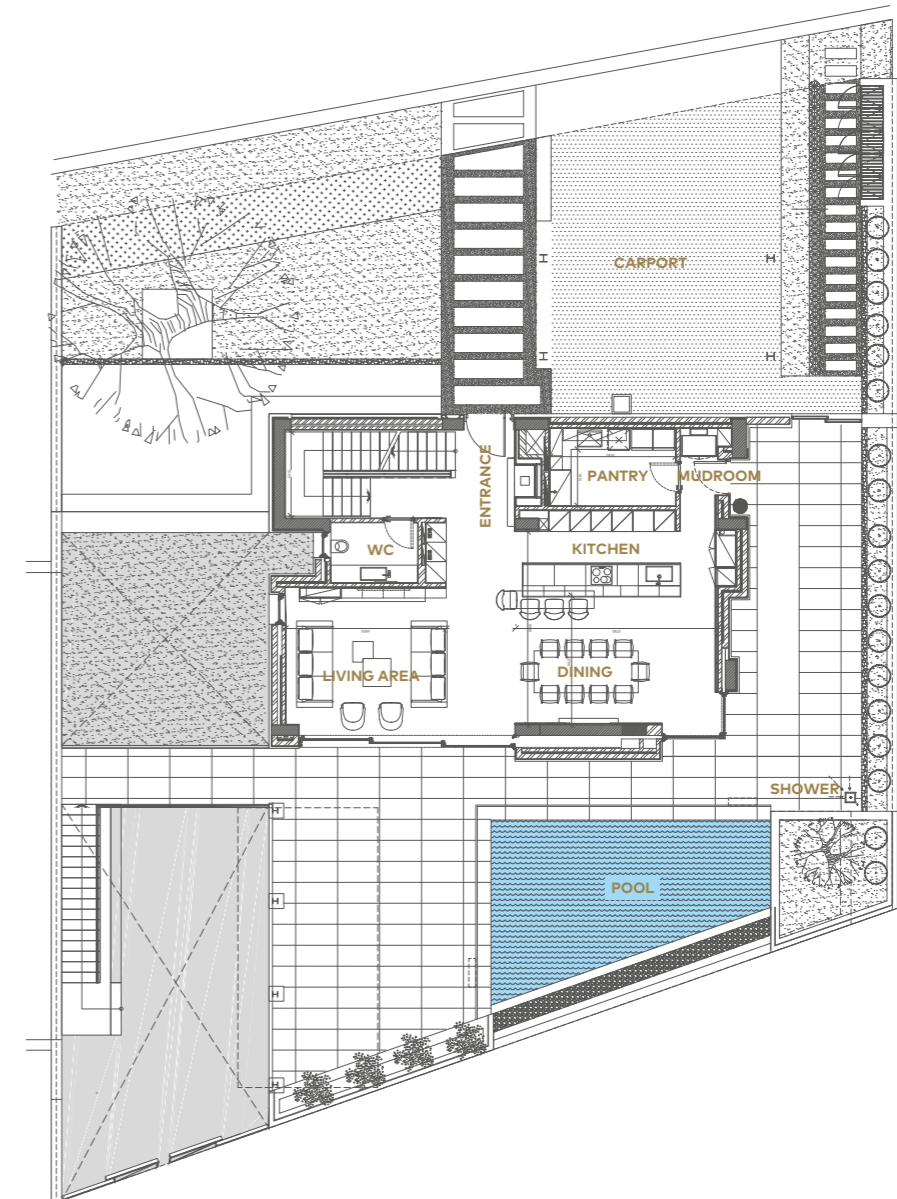 CARPORT
ENTRANCE
PANTRY
MUDROOM
WC
KITCHEN
LIVING AREA
DINING
SHOWER
POOL